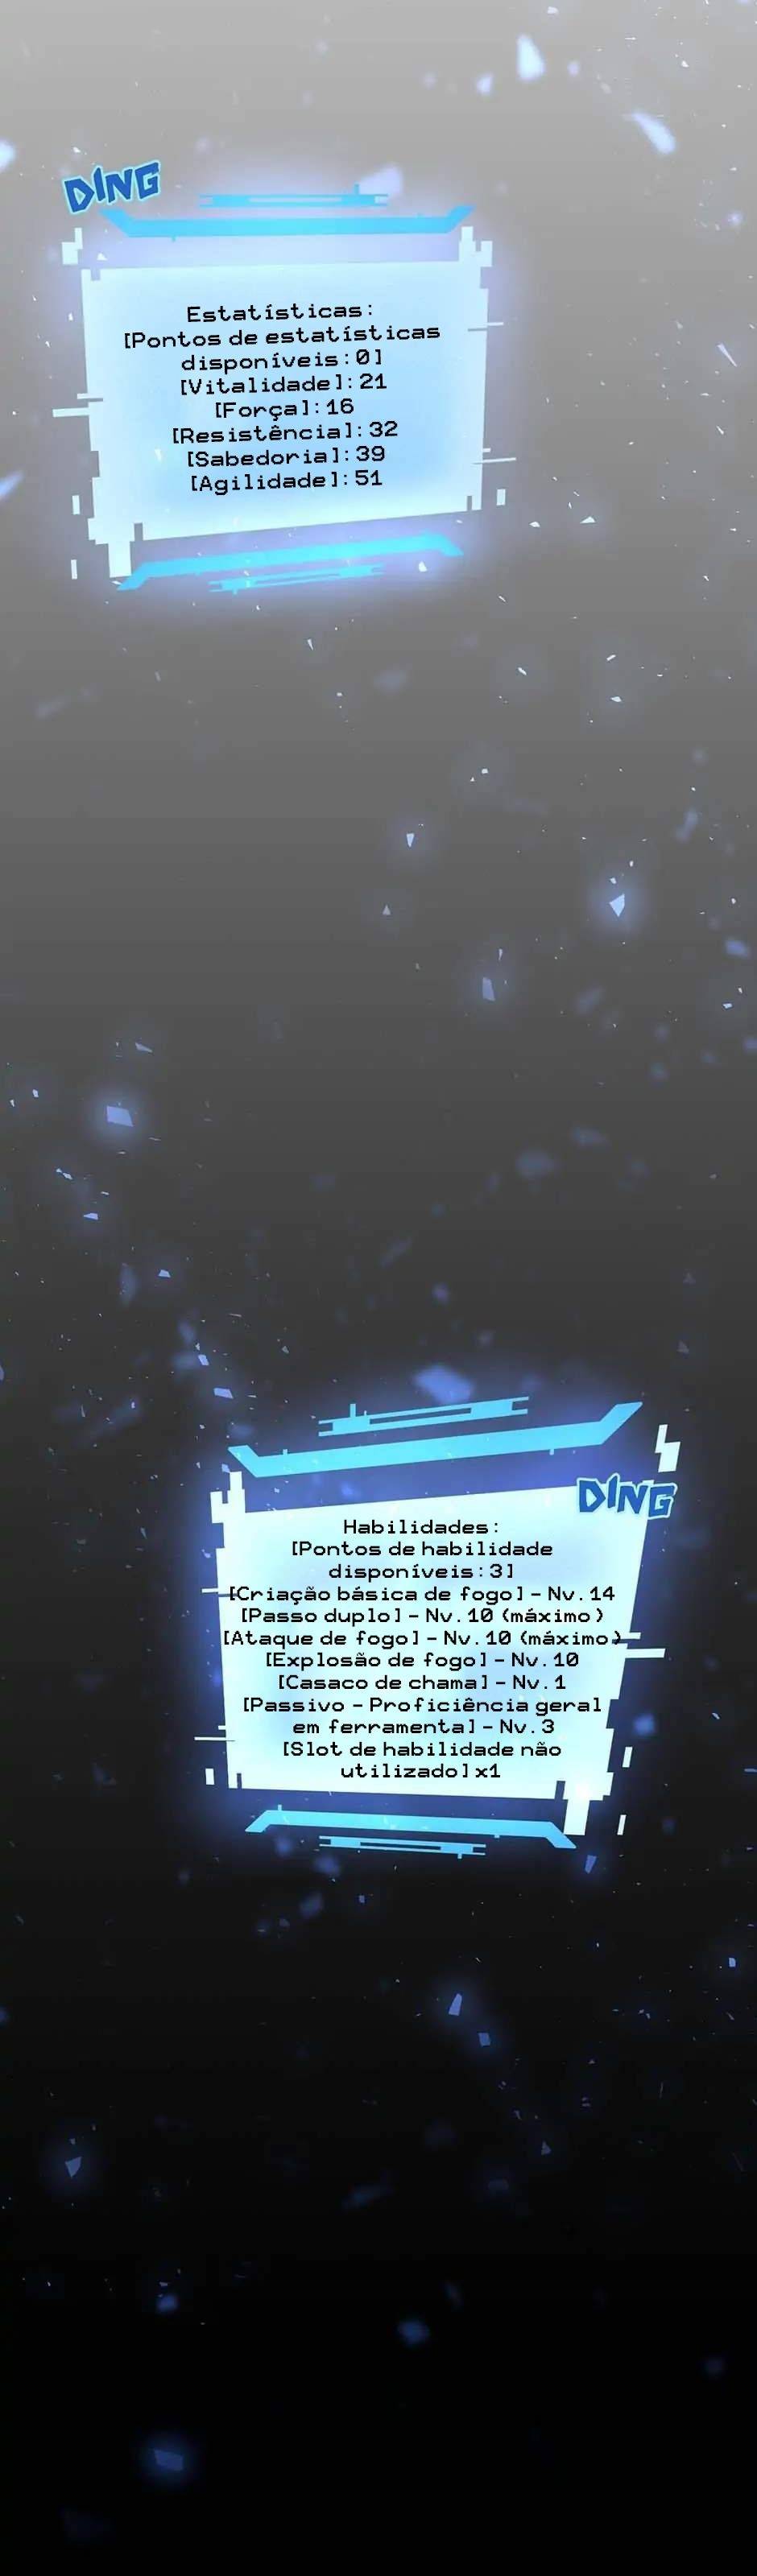 DING
Estatísticas:
[Pontos de estatísticas
disponíveis:0]
[Vitalidade]:21
[Força]:16
[Resistência]:32
[Sabedoria]:39
[Agilidade]:51
DING
Habilidades:
[Pontos de habilidade
disponíveis:3]
[Criação básica de fogo] - Nv.14
[Passo duplo] - Nv.10 (máximo)
[Ataque de fogo] - Nv.10 (máximo)
[Explosão de fogo] - Nv.10
[Casaco de chama] - Nv.1
[Passivo - Proficiência geral
em ferramenta] - Nv.3
[Slot de habilidade não
utilizado]x1